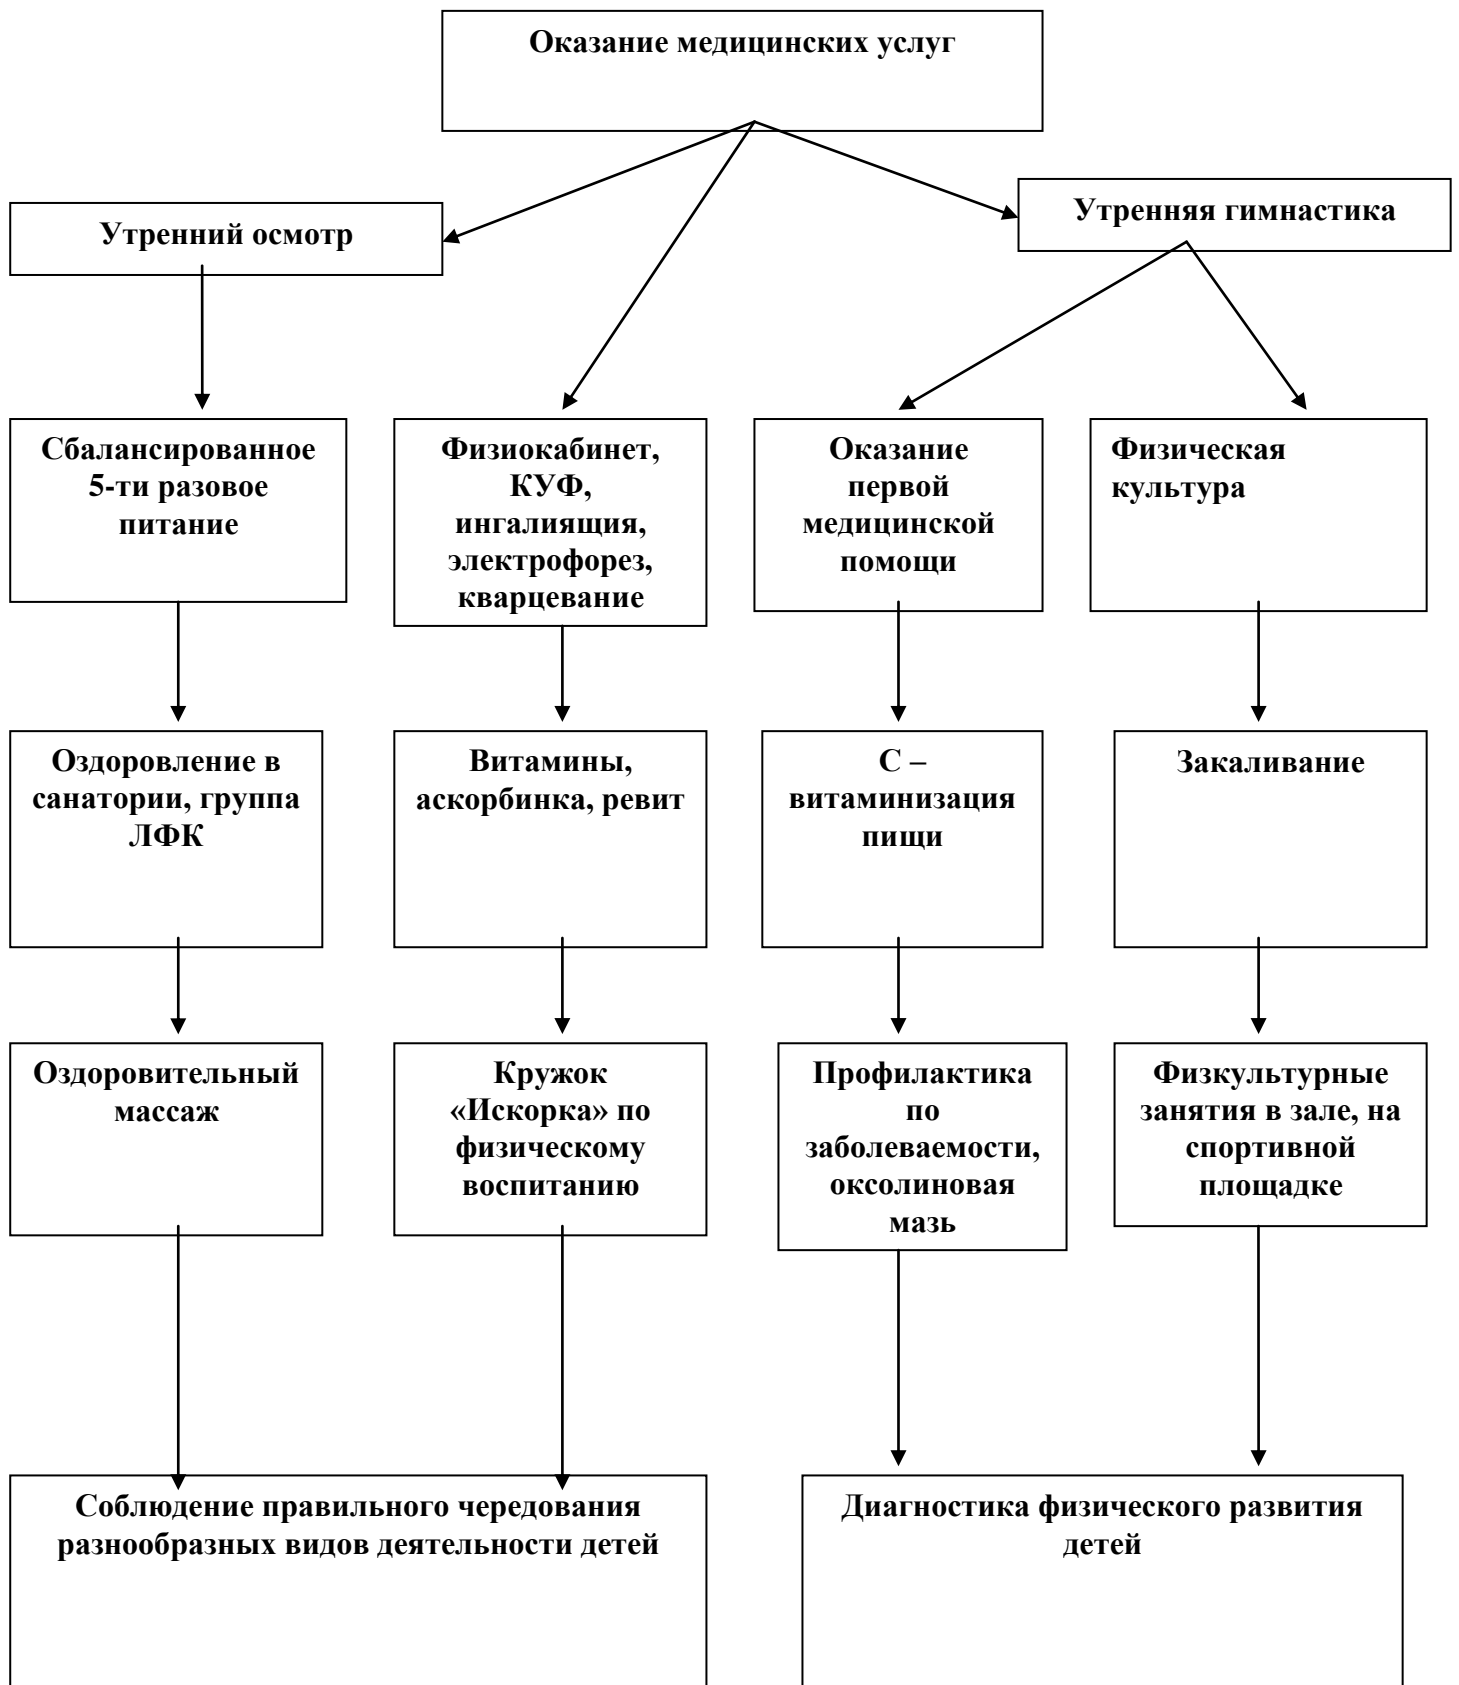 Оказание медицинских услуг
Утренний осмотр
Утренняя гимнастика
Сбалансированное
5-ти разовое
питание
Физиокабинет,
КУФ,
ингалиящия,
электрофорез,
кварцевание
Оказание
первой
медицинской
помощи
Физическая
культура
Оздоровление в
санатории, группа
ЛФК
Витамины,
аскорбинка, ревит
С –
витаминизация
пищи
Закаливание
Оздоровительный
массаж
Кружок
«Искорка» по
физическому
воспитанию
Профилактика
по
заболеваемости,
оксолиновая
мазь
Физкультурные
занятия в зале, на
спортивной
площадке
Соблюдение правильного чередования
разнообразных видов деятельности детей
Диагностика физического развития
детей